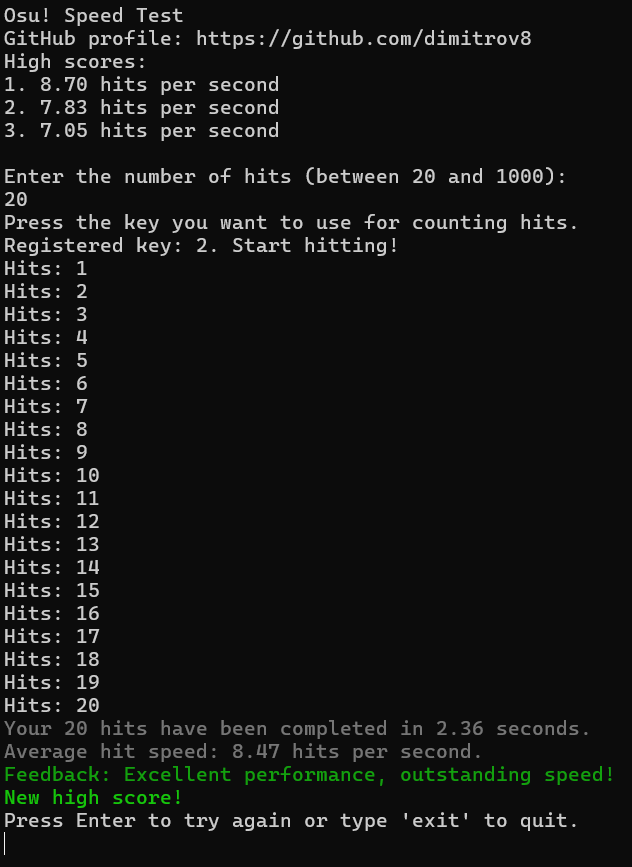 Osu! Speed Test
GitHub profile: https://github.com/dimitrov8
High scores:
1. 8.70 hits per second
2. 7.83 hits per second
3. 7.05 hits per second
Enter the number of hits (between 20 and 1000):
20
Press the key you want to use for counting hits.
Registered key: 2. Start hitting!
Hits: 1
Hits: 2
Hits: 3
Hits: 4
Hits: 5
Hits: 6
Hits: 7
Hits: 8
Hits: 9
Hits: 10
Hits: 11
Hits: 12
Hits: 13
Hits: 14
Hits: 15
Hits: 16
Hits: 17
Hits: 18
Hits: 19
Hits: 20
Your 20 hits have been completed in 2.36 seconds.
Average hit speed: 8.47 hits per second.
Feedback: Excellent performance, outstanding speed!
New high score!
Press Enter to try again or type 'exit' to quit.